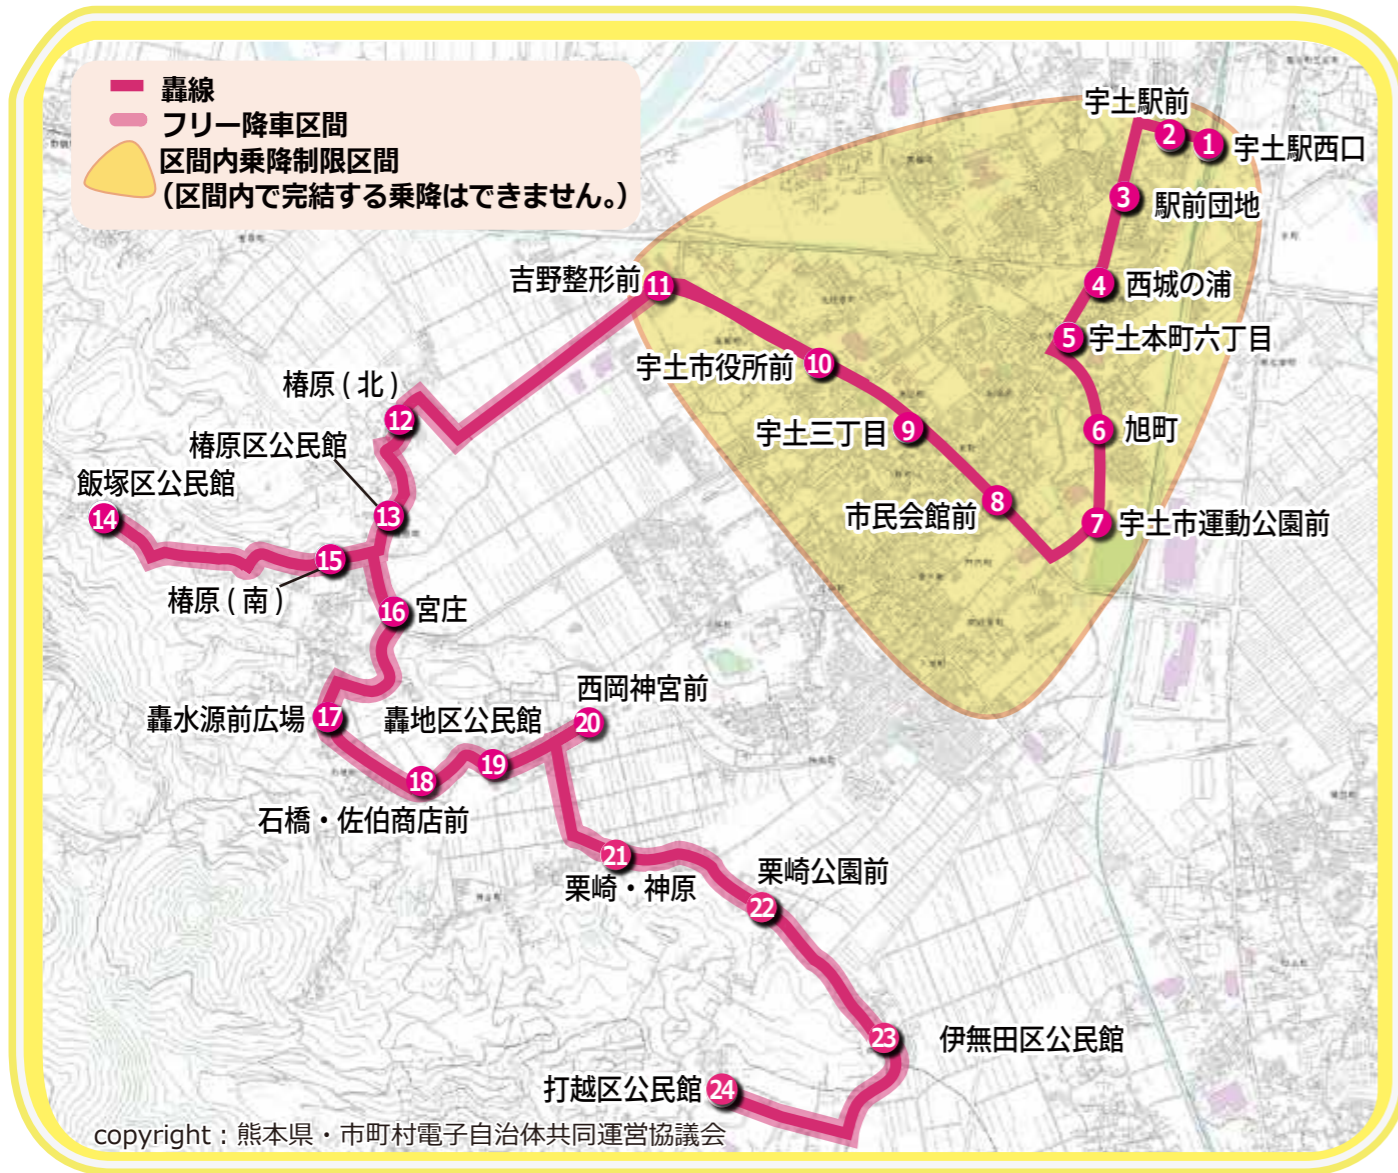 轟線
フリー降車区間
区間内乗降制限区間
(区間内で完結する乗降はできません。)
宇土駅前
2
1
宇土駅西口
3
駅前団地
4
西城の浦
5
宇土本町六丁目
6
旭町
7
宇土市運動公園前
8
市民会館前
9
宇土三丁目
10
宇土市役所前
11
吉野整形前
椿原(北)
12
椿原区公民館
13
飯塚区公民館
14
15
椿原(南)
16
宮庄
17
轟水源前広場
18
石橋・佐伯商店前
轟地区公民館
19
西岡神宮前
20
21
栗崎・神原
栗崎公園前
22
23
伊無田区公民館
打越区公民館
24
copyright：熊本県・市町村電子自治体共同運営協議会